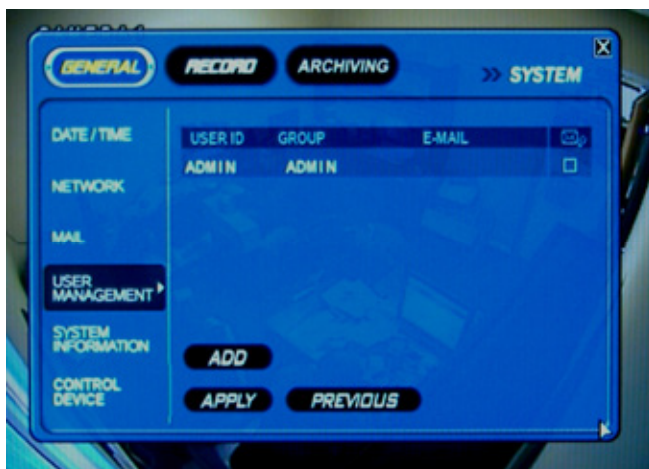 GENERAL RECORD ARCHIVING
>> SYSTEM
DATE / TIME
NETWORK
MAIL
USER
MANAGEMENT
SYSTEM
INFORMATION
CONTROL
DEVICE
USER ID GROUP E-MAIL
ADMIN ADMIN
ADD
APPLY PREVIOUS